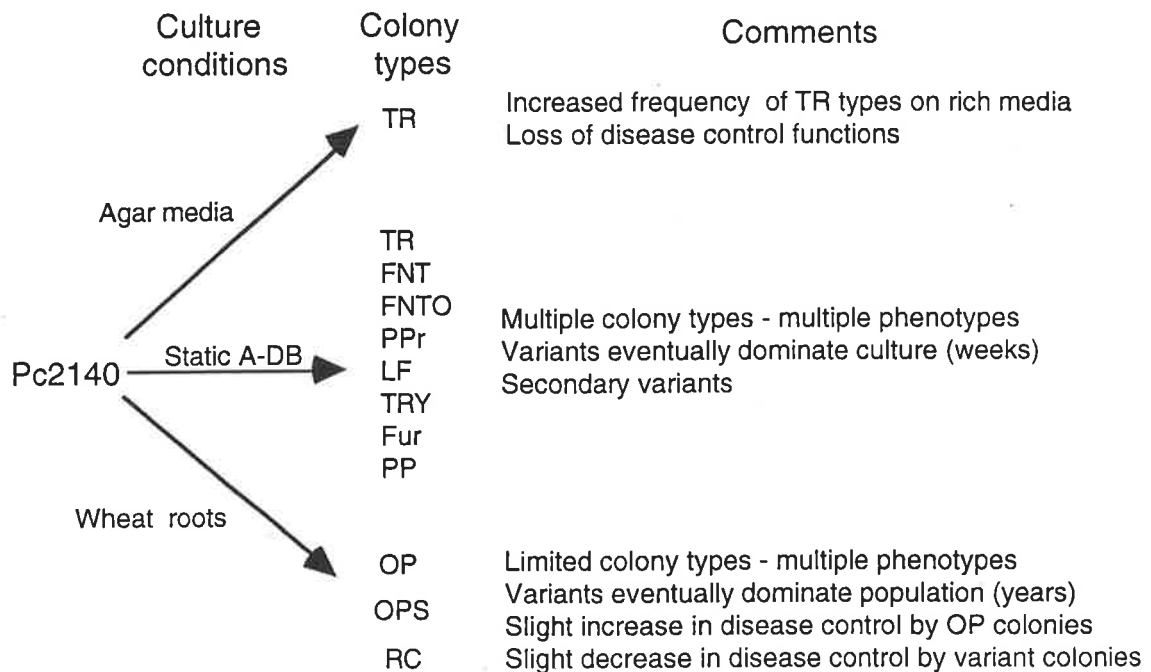 Culture conditions
Colony types
Comments
TR
Increased frequency of TR types on rich media
Loss of disease control functions
Agar media
TR
FNT
FNTO
PPr
LF
TRY
Fur
PP
Multiple colony types - multiple phenotypes
Variants eventually dominate culture (weeks)
Secondary variants
Pc2140
Static A-DB
Wheat roots
OP
OPS
RC
Limited colony types - multiple phenotypes
Variants eventually dominate population (years)
Slight increase in disease control by OP colonies
Slight decrease in disease control by variant colonies